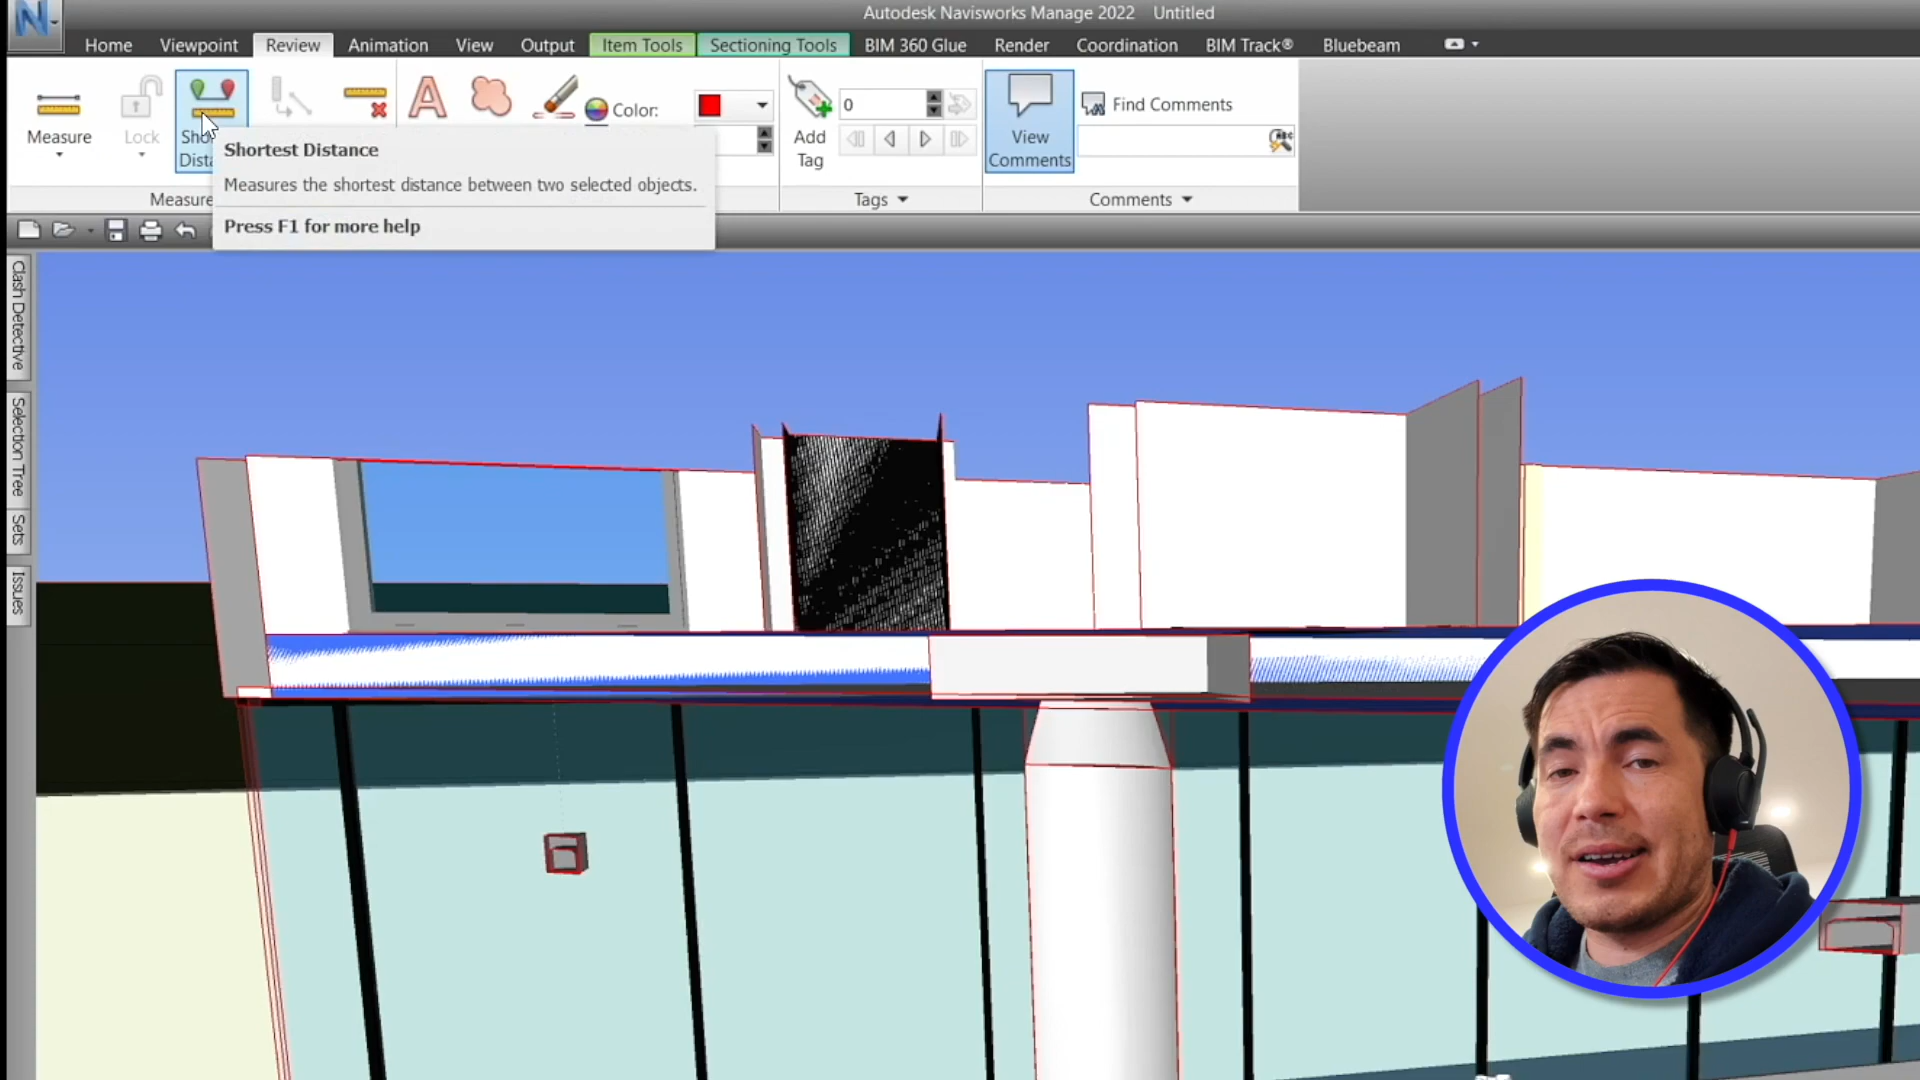 Autodesk Navisworks Manage 2022 Untitled
Home Viewpoint Review Animation View Output Item Tools Sectioning Tools BIM 360 Glue Render Coordination BIM Track® Bluebeam
Measure
Lock
Color:
0
Add
Tag
View
Comments
Find Comments
Shortest Distance
Measures the shortest distance between two selected objects.
Press F1 for more help
Measure
Tags
Comments
Clash Detective
Selection Tree
Sets
Issues